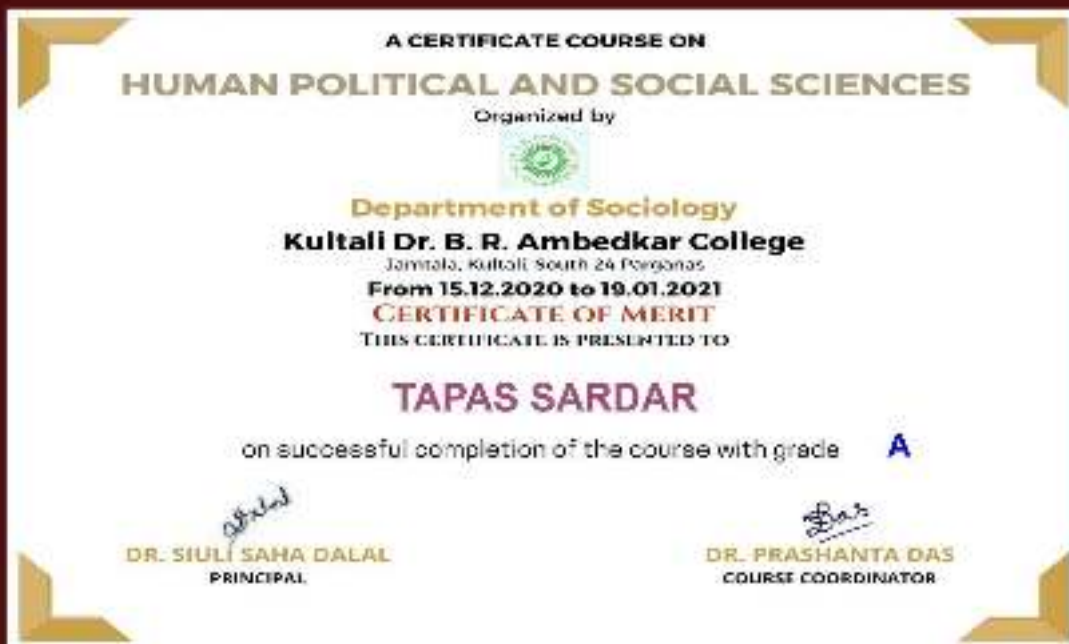 A CERTIFICATE COURSE ON
HUMAN POLITICAL AND SOCIAL SCIENCES
Organized by
Department of Sociology
Kultali Dr. B. R. Ambedkar College
Jamtala, Kultali, South 24 Parganas
From 15.12.2020 to 19.01.2021
CERTIFICATE OF MERIT
THIS CERTIFICATE IS PRESENTED TO
TAPAS SARDAR
on successful completion of the course with grade A
DR. SIULI SAHA DALAL
PRINCIPAL
Das
DR. PRASHANTA DAS
COURSE COORDINATOR